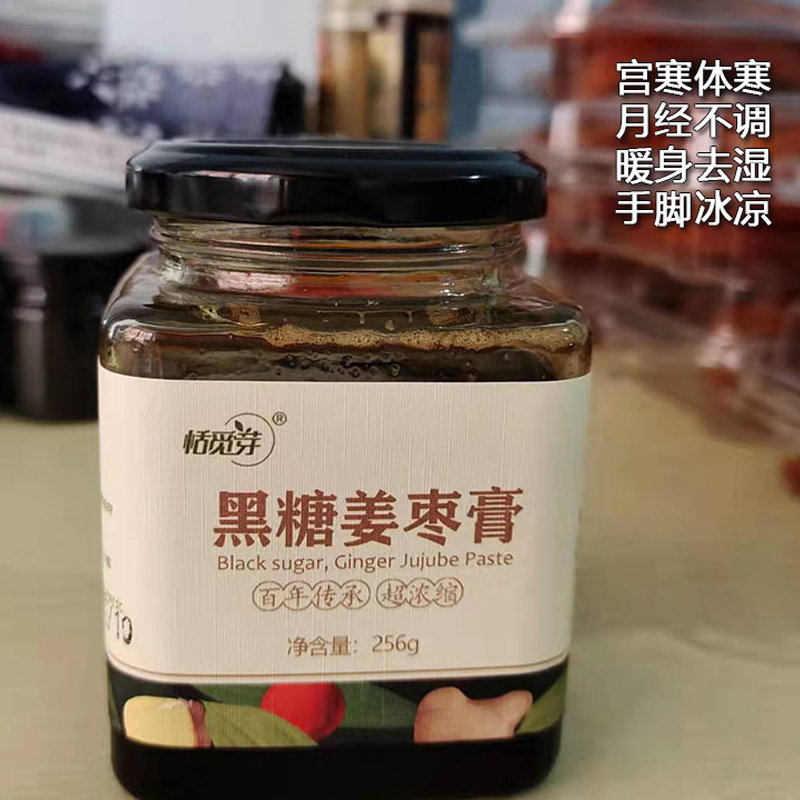 宫寒体寒
月经不调
暖身去湿
手脚冰凉
恬觅芽®
黑糖姜枣膏
Black sugar, Ginger Jujube Paste
百年传承 超浓缩
净含量：256g